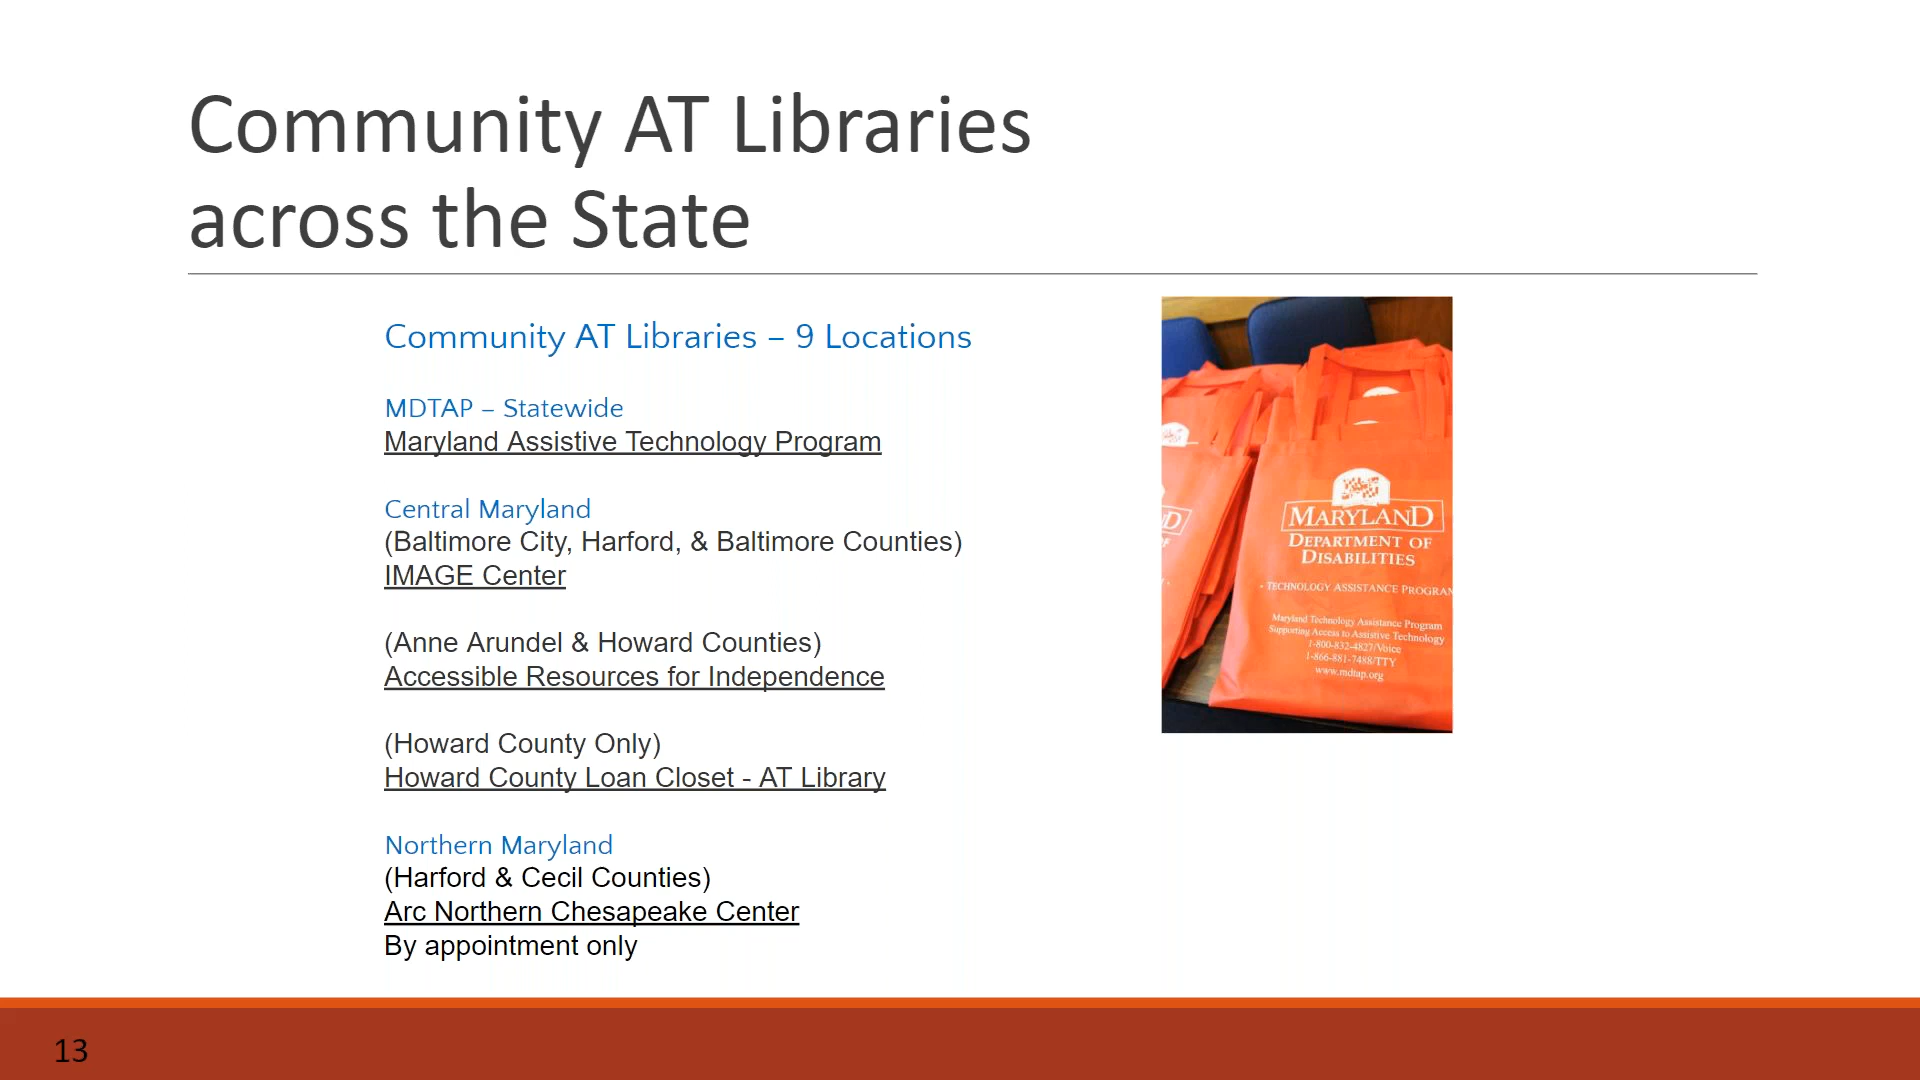 Community AT Libraries
across the State
Community AT Libraries – 9 Locations
MDTAP – Statewide
Maryland Assistive Technology Program
Central Maryland
(Baltimore City, Harford, & Baltimore Counties)
IMAGE Center
(Anne Arundel & Howard Counties)
Accessible Resources for Independence
(Howard County Only)
Howard County Loan Closet - AT Library
Northern Maryland
(Harford & Cecil Counties)
Arc Northern Chesapeake Center
By appointment only
MARYLAND
DEPARTMENT OF
DISABILITIES
· TECHNOLOGY ASSISTANCE PROGRAM
Maryland Technology Assistance Program
Supporting Access to Assistive Technology
1-800-832-4827/Voice
1-866-881-7488/TTY
www.mdtap.org
13